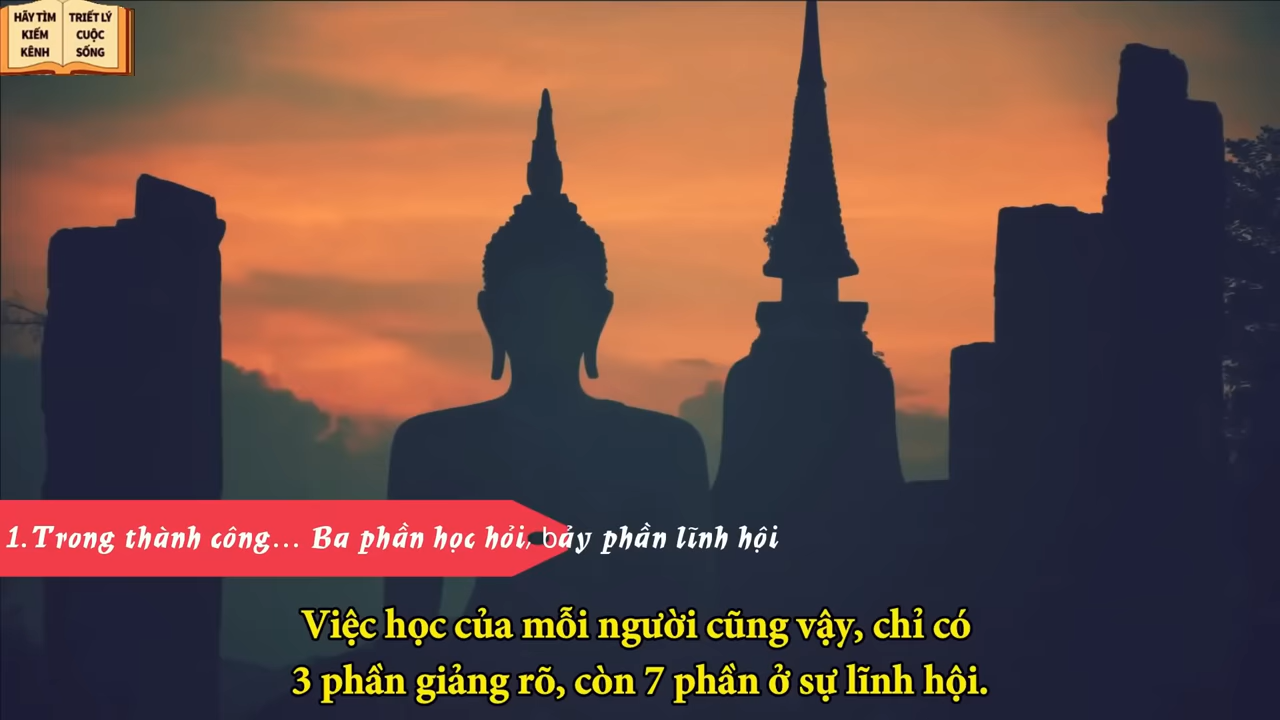 HÃY TÌM
KIẾM
KÊNH
TRIẾT LÝ
CUỘC
SỐNG
1.Trong thành công... Ba phần học hỏi, bảy phần lĩnh hội
Việc học của mỗi người cũng vậy, chỉ có
3 phần giảng rõ, còn 7 phần ở sự lĩnh hội.